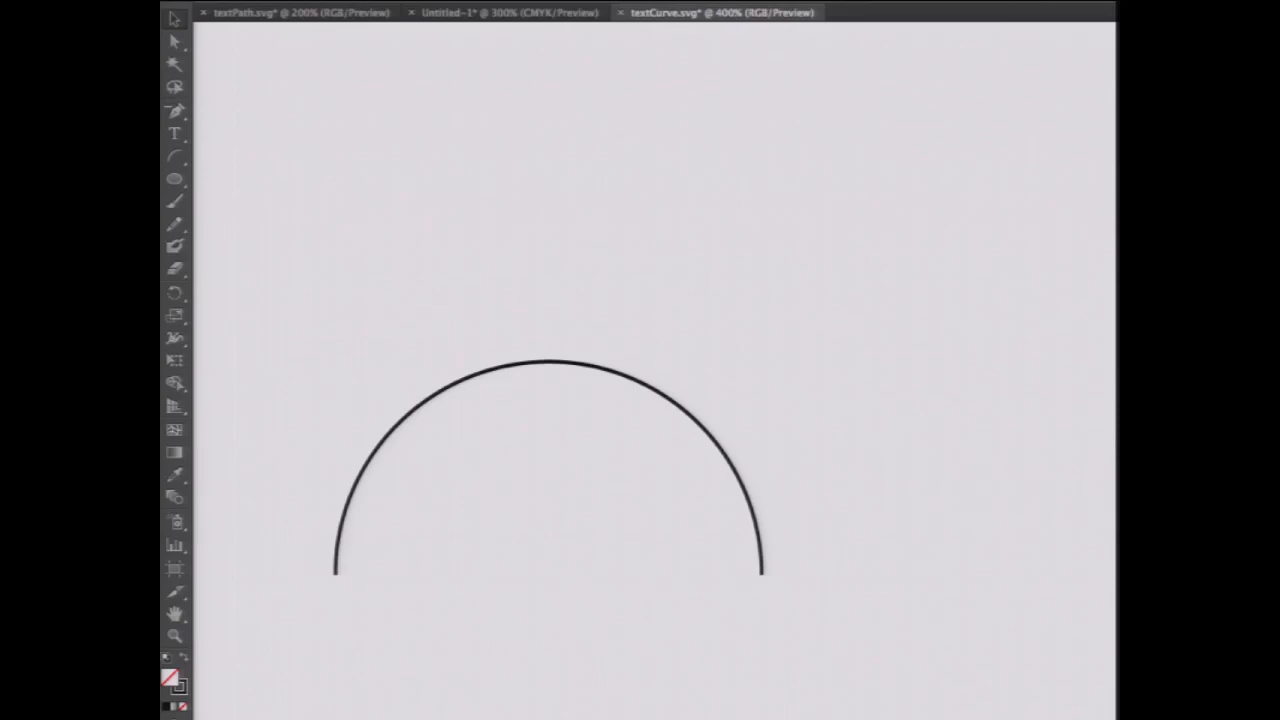 textPath.svg* @ 200% (RGB/Preview)
Untitled-1* @ 300% (CMYK/Preview)
textCurve.svg* @ 400% (RGB/Preview)